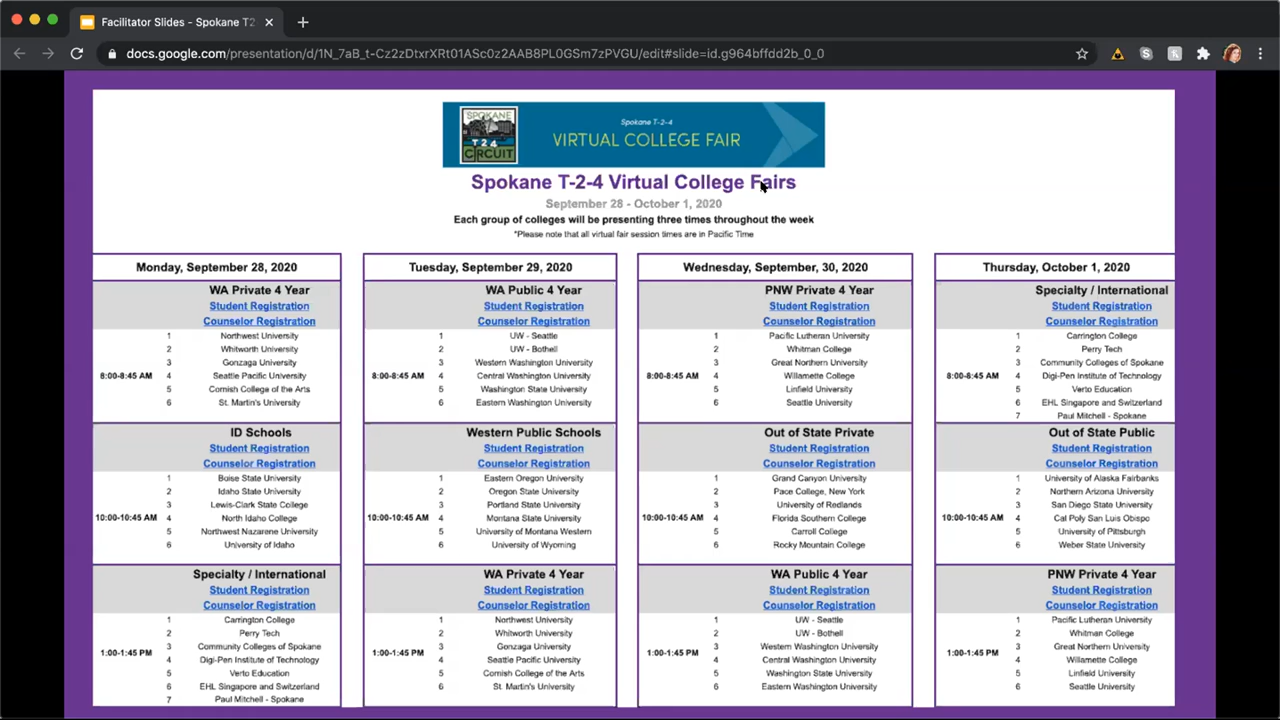 Facilitator Slides - Spokane T2
docs.google.com/presentation/d/1N_7aB_t-Cz2zDtxrXRt01ASc0z2AAB8PL0GSm7zPVGU/edit#slide=id.g964bffdd2b_0_0
SPOKANE
T24
CIRCUIT
Spokane T-2-4
VIRTUAL COLLEGE FAIR
Spokane T-2-4 Virtual College Fairs
September 28 - October 1, 2020
Each group of colleges will be presenting three times throughout the week
*Please note that all virtual fair session times are in Pacific Time
Monday, September 28, 2020
WA Private 4 Year
Student Registration
Counselor Registration
8:00-8:45 AM
1 Northwest University
2 Whitworth University
3 Gonzaga University
4 Seattle Pacific University
5 Cornish College of the Arts
6 St. Martin's University
ID Schools
Student Registration
Counselor Registration
10:00-10:45 AM
1 Boise State University
2 Idaho State University
3 Lewis-Clark State College
4 North Idaho College
5 Northwest Nazarene University
6 University of Idaho
Specialty / International
Student Registration
Counselor Registration
1:00-1:45 PM
1 Carrington College
2 Perry Tech
3 Community Colleges of Spokane
4 Digi-Pen Institute of Technology
5 Verto Education
6 EHL Singapore and Switzerland
7 Paul Mitchell - Spokane
Tuesday, September 29, 2020
WA Public 4 Year
Student Registration
Counselor Registration
8:00-8:45 AM
1 UW - Seattle
2 UW - Bothell
3 Western Washington University
4 Central Washington University
5 Washington State University
6 Eastern Washington University
Western Public Schools
Student Registration
Counselor Registration
10:00-10:45 AM
1 Eastern Oregon University
2 Oregon State University
3 Portland State University
4 Montana State University
5 University of Montana Western
6 University of Wyoming
WA Private 4 Year
Student Registration
Counselor Registration
1:00-1:45 PM
1 Northwest University
2 Whitworth University
3 Gonzaga University
4 Seattle Pacific University
5 Cornish College of the Arts
6 St. Martin's University
Wednesday, September, 30, 2020
PNW Private 4 Year
Student Registration
Counselor Registration
8:00-8:45 AM
1 Pacific Lutheran University
2 Whitman College
3 Great Northern University
4 Willamette College
5 Linfield University
6 Seattle University
Out of State Private
Student Registration
Counselor Registration
10:00-10:45 AM
1 Grand Canyon University
2 Pace College, New York
3 University of Redlands
4 Florida Southern College
5 Carroll College
6 Rocky Mountain College
WA Public 4 Year
Student Registration
Counselor Registration
1:00-1:45 PM
1 UW - Seattle
2 UW - Bothell
3 Western Washington University
4 Central Washington University
5 Washington State University
6 Eastern Washington University
Thursday, October 1, 2020
Specialty / International
Student Registration
Counselor Registration
8:00-8:45 AM
1 Carrington College
2 Perry Tech
3 Community Colleges of Spokane
4 Digi-Pen Institute of Technology
5 Verto Education
6 EHL Singapore and Switzerland
7 Paul Mitchell - Spokane
Out of State Public
Student Registration
Counselor Registration
10:00-10:45 AM
1 University of Alaska Fairbanks
2 Northern Arizona University
3 San Diego State University
4 Cal Poly San Luis Obispo
5 University of Pittsburgh
6 Weber State University
PNW Private 4 Year
Student Registration
Counselor Registration
1:00-1:45 PM
1 Pacific Lutheran University
2 Whitman College
3 Great Northern University
4 Willamette College
5 Linfield University
6 Seattle University